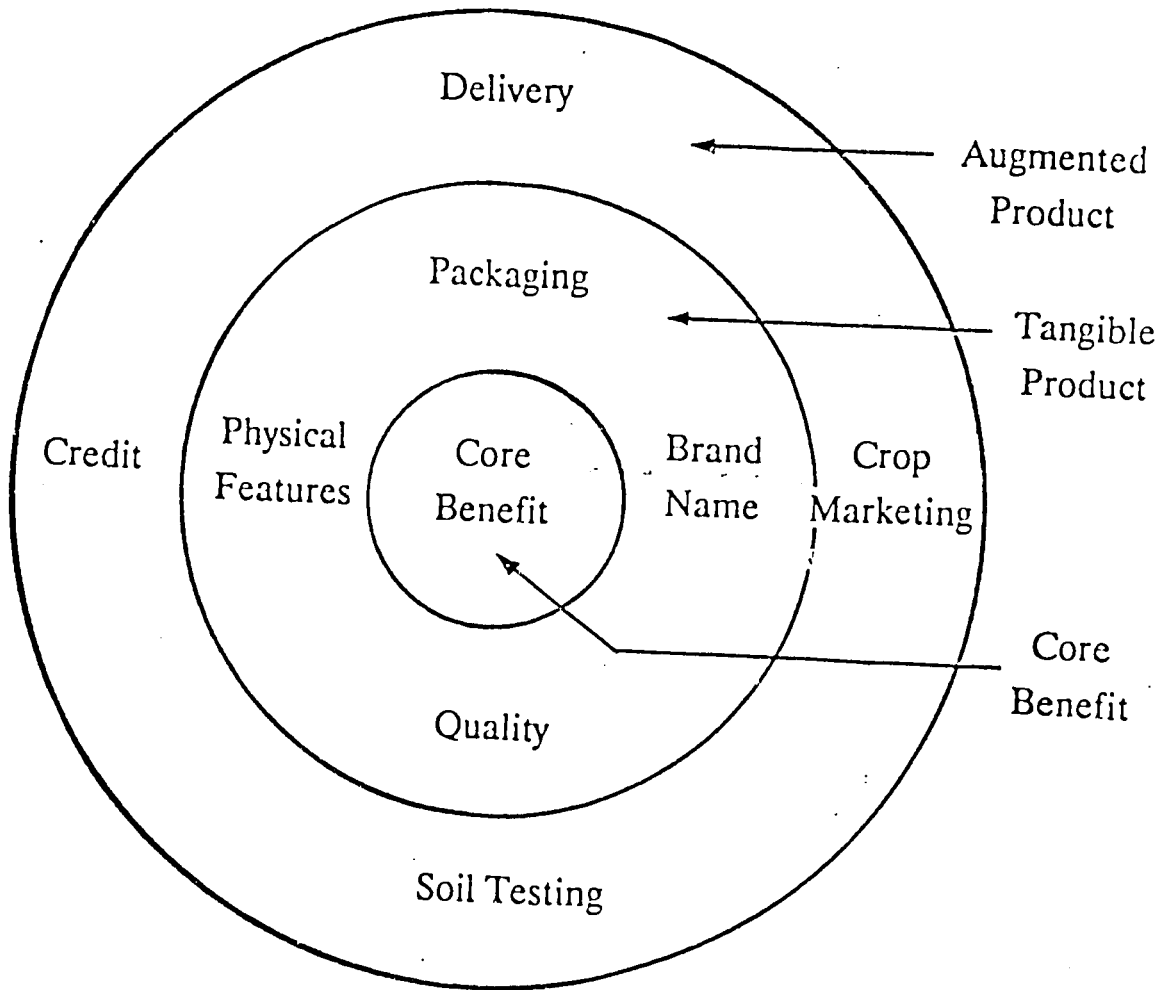 Delivery
Augmented
Product
Packaging
Tangible
Product
Credit
Physical
Features
Core
Benefit
Brand
Name
Crop
Marketing
Core
Benefit
Quality
Soil Testing